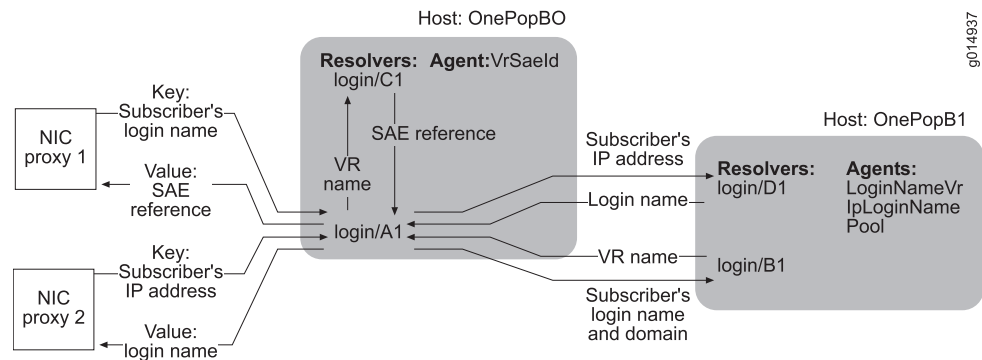 Host: OnePopBO
g014937
Resolvers: Agent:VrSaeId
login/C1
Key:
Subscriber's
login name
NIC
proxy 1
SAE reference
Host: OnePopB1
Value:
SAE
reference
VR
name
Subscriber's
IP address
Resolvers: Agents:
login/D1 LoginNameVr
IpLoginName
Pool
Login name
login/A1
Key:
Subscriber's
IP address
VR name
login/B1
NIC
proxy 2
Subscriber's
login name
and domain
Value:
login name